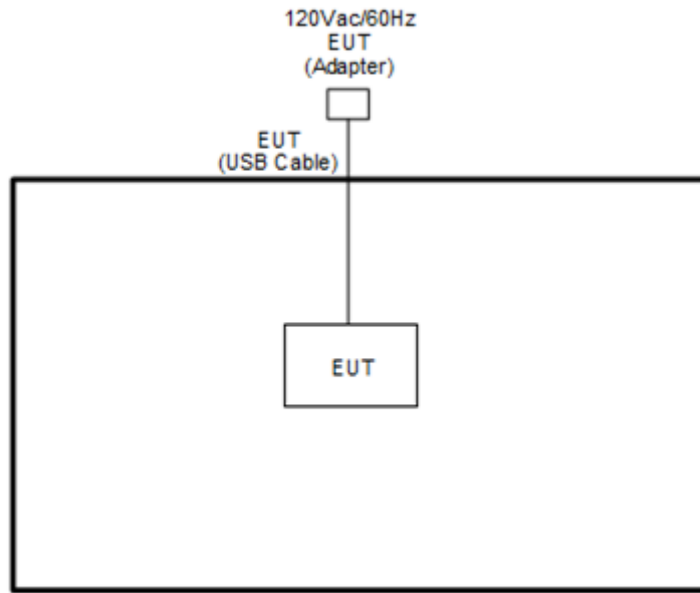 120Vac/60Hz
EUT
(Adapter)
EUT
(USB Cable)
EUT